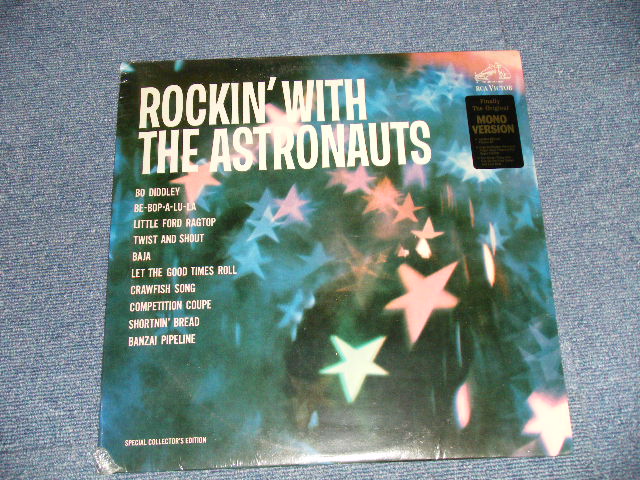 ROCKIN' WITH
THE ASTRONAUTS
BO DIDDLEY
BE-BOP-A-LU-LA
LITTLE FORD RAGTOP
TWIST AND SHOUT
BAJA
LET THE GOOD TIMES ROLL
CRAWFISH SONG
COMPETITION COUPE
SHORTNIN' BREAD
BANZAI PIPELINE
SPECIAL COLLECTOR'S EDITION
RCA VICTOR
Finally
The Original
MONO
VERSION